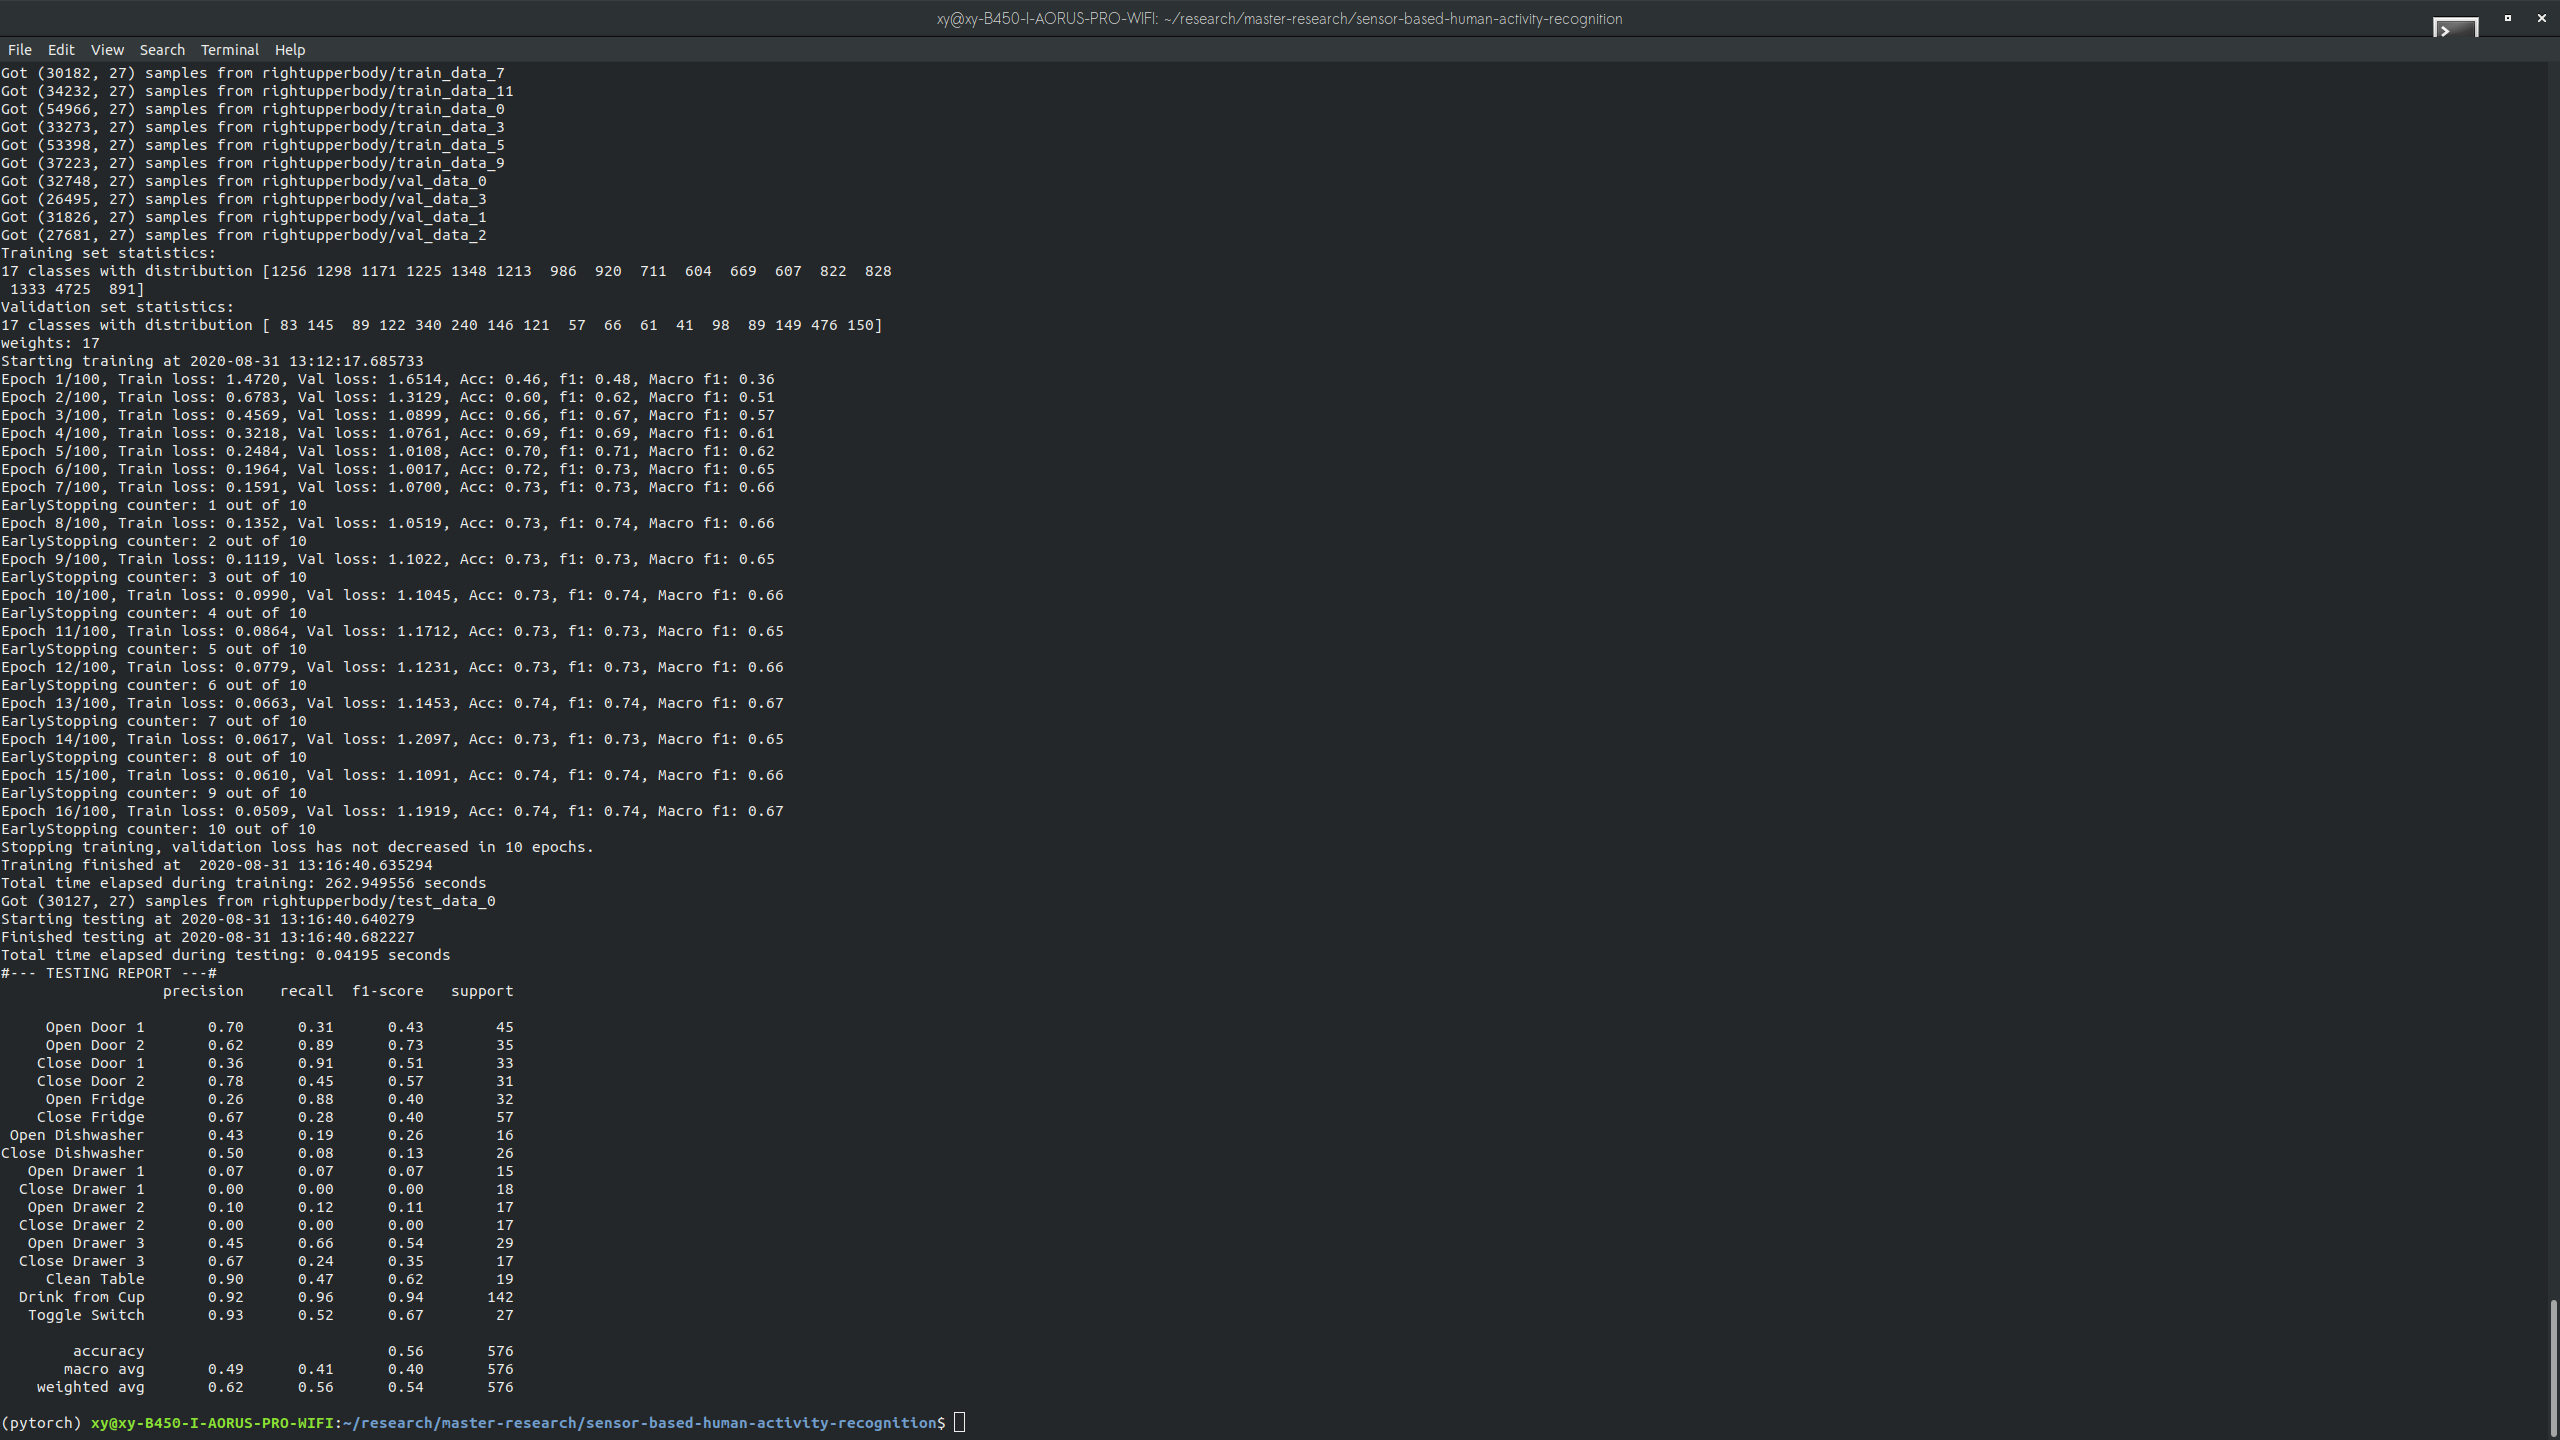 xy@xy-B450-I-AORUS-PRO-WIFI: ~/research/master-research/sensor-based-human-activity-recognition
File Edit View Search Terminal Help
Got (30182, 27) samples from rightupperbody/train_data_7
Got (34232, 27) samples from rightupperbody/train_data_11
Got (54966, 27) samples from rightupperbody/train_data_0
Got (33273, 27) samples from rightupperbody/train_data_3
Got (53398, 27) samples from rightupperbody/train_data_5
Got (37223, 27) samples from rightupperbody/train_data_9
Got (32748, 27) samples from rightupperbody/val_data_0
Got (26495, 27) samples from rightupperbody/val_data_3
Got (31826, 27) samples from rightupperbody/val_data_1
Got (27681, 27) samples from rightupperbody/val_data_2
Training set statistics:
17 classes with distribution [1256 1298 1171 1225 1348 1213  986  920  711  604  669  607  822  828
 1333 4725  891]
Validation set statistics:
17 classes with distribution [ 83 145  89 122 340 240 146 121  57  66  61  41  98  89 149 476 150]
weights: 17
Starting training at 2020-08-31 13:12:17.685733
Epoch 1/100, Train loss: 1.4720, Val loss: 1.6514, Acc: 0.46, f1: 0.48, Macro f1: 0.36
Epoch 2/100, Train loss: 0.6783, Val loss: 1.3129, Acc: 0.60, f1: 0.62, Macro f1: 0.51
Epoch 3/100, Train loss: 0.4569, Val loss: 1.0899, Acc: 0.66, f1: 0.67, Macro f1: 0.57
Epoch 4/100, Train loss: 0.3218, Val loss: 1.0761, Acc: 0.69, f1: 0.69, Macro f1: 0.61
Epoch 5/100, Train loss: 0.2484, Val loss: 1.0108, Acc: 0.70, f1: 0.71, Macro f1: 0.62
Epoch 6/100, Train loss: 0.1964, Val loss: 1.0017, Acc: 0.72, f1: 0.73, Macro f1: 0.65
Epoch 7/100, Train loss: 0.1591, Val loss: 1.0700, Acc: 0.73, f1: 0.73, Macro f1: 0.66
EarlyStopping counter: 1 out of 10
Epoch 8/100, Train loss: 0.1352, Val loss: 1.0519, Acc: 0.73, f1: 0.74, Macro f1: 0.66
EarlyStopping counter: 2 out of 10
Epoch 9/100, Train loss: 0.1119, Val loss: 1.1022, Acc: 0.73, f1: 0.73, Macro f1: 0.65
EarlyStopping counter: 3 out of 10
Epoch 10/100, Train loss: 0.0990, Val loss: 1.1045, Acc: 0.73, f1: 0.74, Macro f1: 0.66
EarlyStopping counter: 4 out of 10
Epoch 11/100, Train loss: 0.0864, Val loss: 1.1712, Acc: 0.73, f1: 0.73, Macro f1: 0.65
EarlyStopping counter: 5 out of 10
Epoch 12/100, Train loss: 0.0779, Val loss: 1.1231, Acc: 0.73, f1: 0.73, Macro f1: 0.66
EarlyStopping counter: 6 out of 10
Epoch 13/100, Train loss: 0.0663, Val loss: 1.1453, Acc: 0.74, f1: 0.74, Macro f1: 0.67
EarlyStopping counter: 7 out of 10
Epoch 14/100, Train loss: 0.0617, Val loss: 1.2097, Acc: 0.73, f1: 0.73, Macro f1: 0.65
EarlyStopping counter: 8 out of 10
Epoch 15/100, Train loss: 0.0610, Val loss: 1.1091, Acc: 0.74, f1: 0.74, Macro f1: 0.66
EarlyStopping counter: 9 out of 10
Epoch 16/100, Train loss: 0.0509, Val loss: 1.1919, Acc: 0.74, f1: 0.74, Macro f1: 0.67
EarlyStopping counter: 10 out of 10
Stopping training, validation loss has not decreased in 10 epochs.
Training finished at  2020-08-31 13:16:40.635294
Total time elapsed during training: 262.949556 seconds
Got (30127, 27) samples from rightupperbody/test_data_0
Starting testing at 2020-08-31 13:16:40.640279
Finished testing at 2020-08-31 13:16:40.682227
Total time elapsed during testing: 0.04195 seconds
#--- TESTING REPORT ---#
precision    recall  f1-score   support
Open Door 1       0.70      0.31      0.43        45
Open Door 2       0.62      0.89      0.73        35
Close Door 1       0.36      0.91      0.51        33
Close Door 2       0.78      0.45      0.57        31
Open Fridge       0.26      0.88      0.40        32
Close Fridge       0.67      0.28      0.40        57
Open Dishwasher       0.43      0.19      0.26        16
Close Dishwasher       0.50      0.08      0.13        26
Open Drawer 1       0.07      0.07      0.07        15
Close Drawer 1       0.00      0.00      0.00        18
Open Drawer 2       0.10      0.12      0.11        17
Close Drawer 2       0.00      0.00      0.00        17
Open Drawer 3       0.45      0.66      0.54        29
Close Drawer 3       0.67      0.24      0.35        17
Clean Table       0.90      0.47      0.62        19
Drink from Cup       0.92      0.96      0.94       142
Toggle Switch       0.93      0.52      0.67        27
accuracy                           0.56       576
macro avg       0.49      0.41      0.40       576
weighted avg       0.62      0.56      0.54       576
(pytorch) xy@xy-B450-I-AORUS-PRO-WIFI:~/research/master-research/sensor-based-human-activity-recognition$